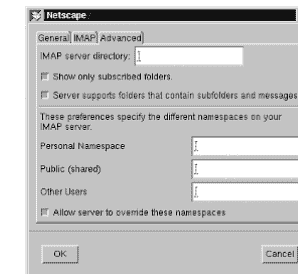 Netscape
General IMAP Advanced
IMAP server directory:
Show only subscribed folders.
Server supports folders that contain subfolders and messages
These preferences specify the different namespaces on your
IMAP server.
Personal Namespace
Public (shared)
Other Users
Allow server to override these namespaces
OK Cancel